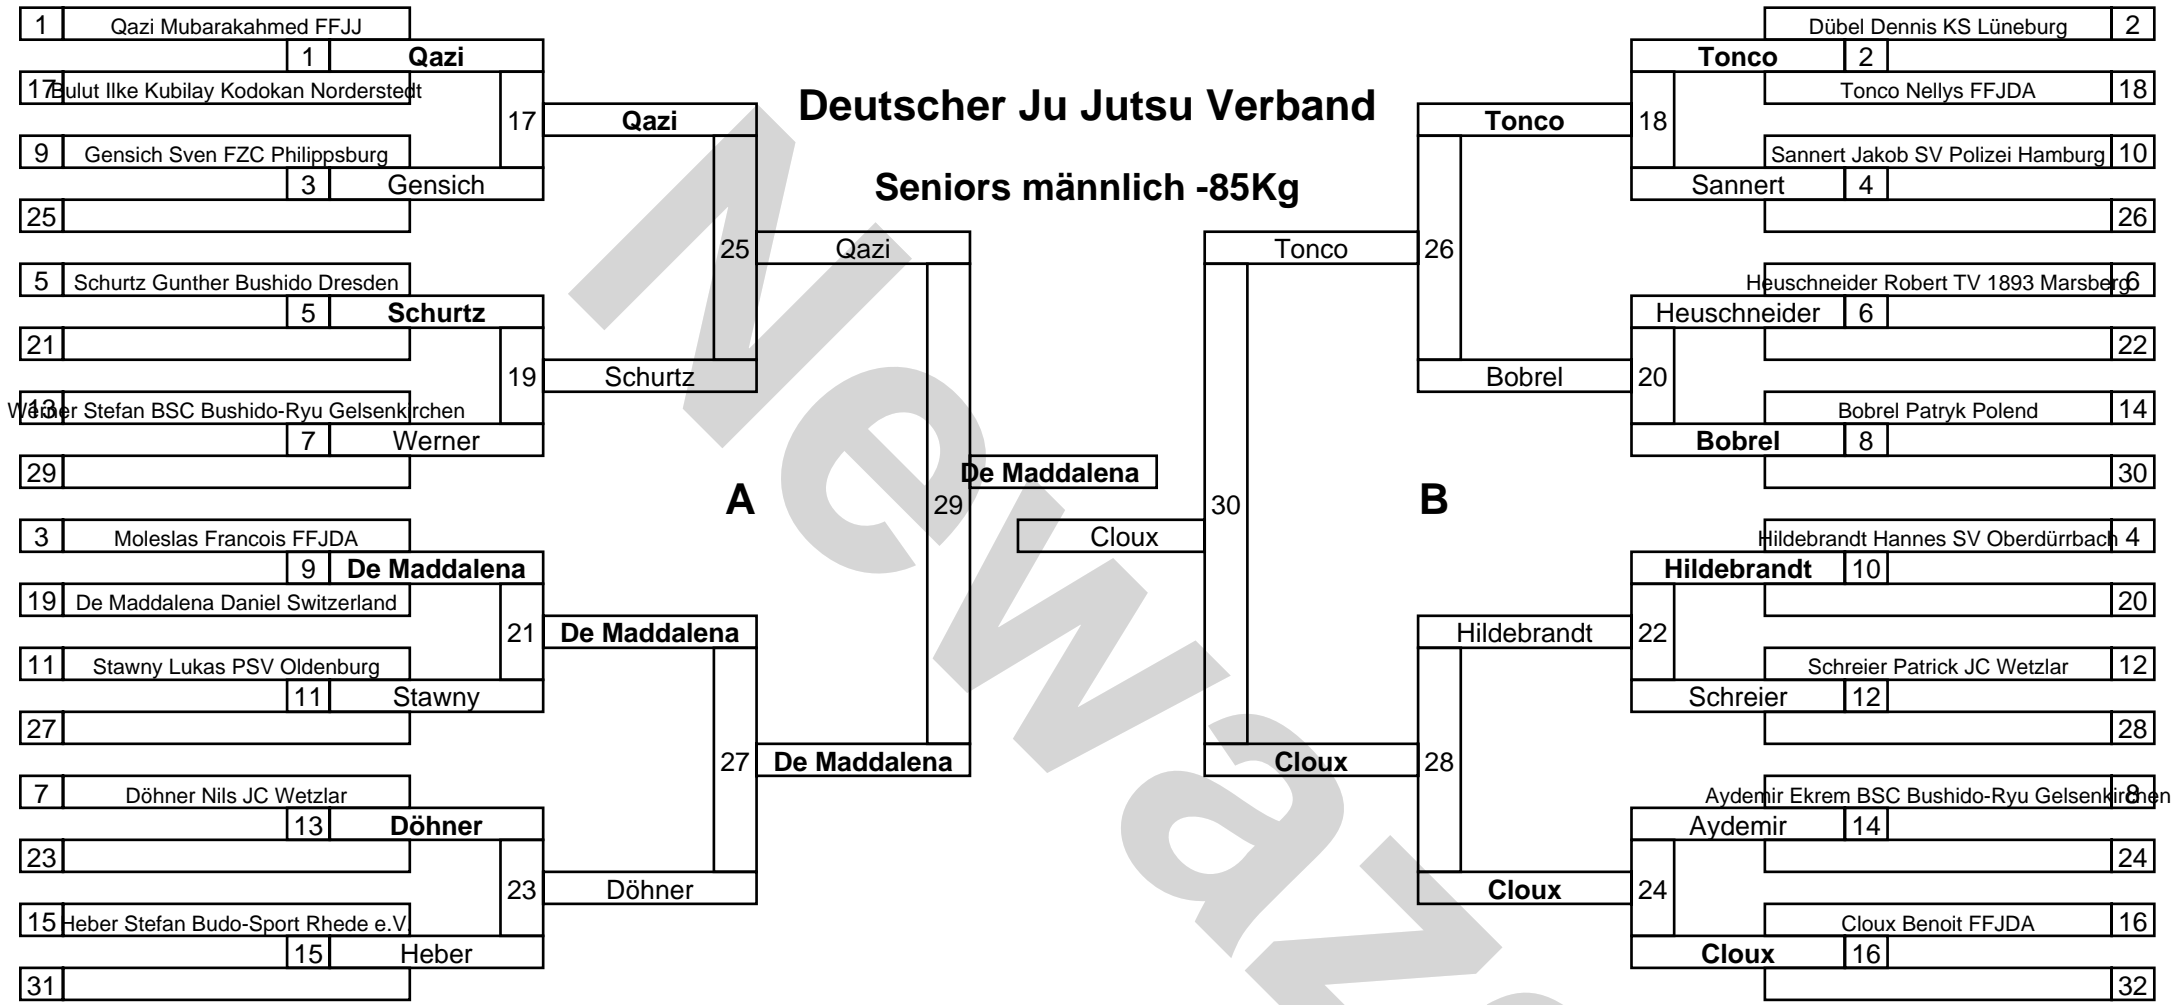 Deutscher Ju Jutsu Verband
Seniors männlich -85Kg
1 Qazi Mubarakahmed FFJJ
1 Qazi
17 Bulut Ilke Kubilay Kodokan Norderstedt
17 Qazi
9 Gensich Sven FZC Philippsburg
3 Gensich
25
25 Qazi
5 Schurtz Gunther Bushido Dresden
5 Schurtz
21
19 Schurtz
13 Werner Stefan BSC Bushido-Ryu Gelsenkirchen
7 Werner
29
A
29 De Maddalena
3 Moleslas Francois FFJDA
9 De Maddalena
19 De Maddalena Daniel Switzerland
21 De Maddalena
11 Stawny Lukas PSV Oldenburg
11 Stawny
27
27 De Maddalena
7 Döhner Nils JC Wetzlar
13 Döhner
23
23 Döhner
15 Heber Stefan Budo-Sport Rhede e.V.
15 Heber
31
Dübel Dennis KS Lüneburg 2
Tonco 2
Tonco Nellys FFJDA 18
Tonco 18
Sannert Jakob SV Polizei Hamburg 10
Sannert 4
26
Tonco 26
Heuschneider Robert TV 1893 Marsberg 6
Heuschneider 6
22
Bobrel 20
Bobrel Patryk Polend 14
Bobrel 8
30
B
Cloux 30
Hildebrandt Hannes SV Oberdürrbach 4
Hildebrandt 10
20
Hildebrandt 22
Schreier Patrick JC Wetzlar 12
Schreier 12
28
Cloux 28
Aydemir Ekrem BSC Bushido-Ryu Gelsenkirchen 8
Aydemir 14
24
Cloux 24
Cloux Benoit FFJDA 16
Cloux 16
32